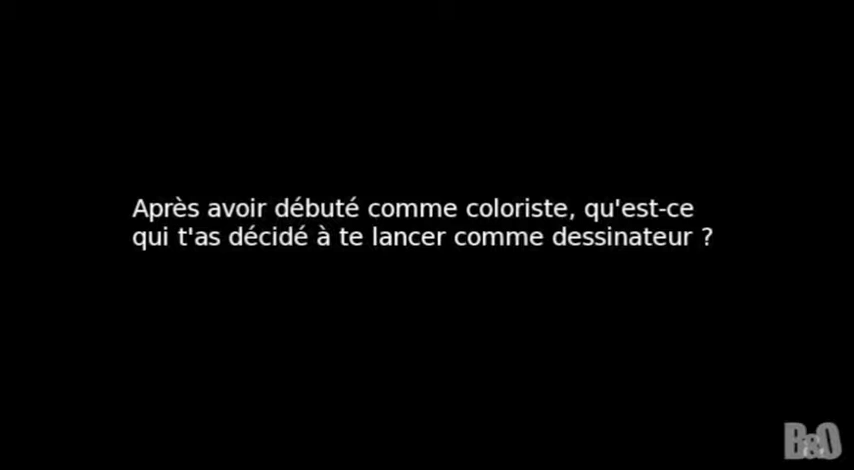 Après avoir débuté comme coloriste, qu'est-ce
qui t'as décidé à te lancer comme dessinateur ?
B&O